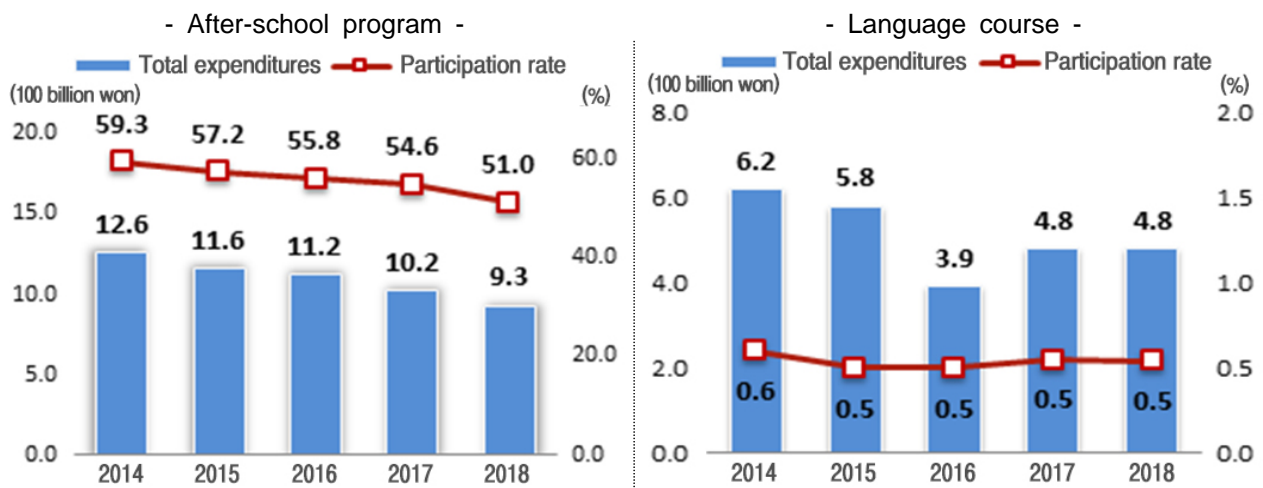 - After-school program -
Total expenditures Participation rate
(100 billion won) (%)
59.3 57.2 55.8 54.6 51.0
20.0
60.0
15.0
12.6 11.6 11.2 10.2 9.3
40.0
10.0
20.0
5.0
0.0 0.0
2014 2015 2016 2017 2018
- Language course -
Total expenditures Participation rate
(100 billion won) (%)
8.0 2.0
6.2 5.8 3.9 4.8 4.8
6.0 1.5
4.0 1.0
2.0 0.5
0.6 0.5 0.5 0.5 0.5
0.0 0.0
2014 2015 2016 2017 2018